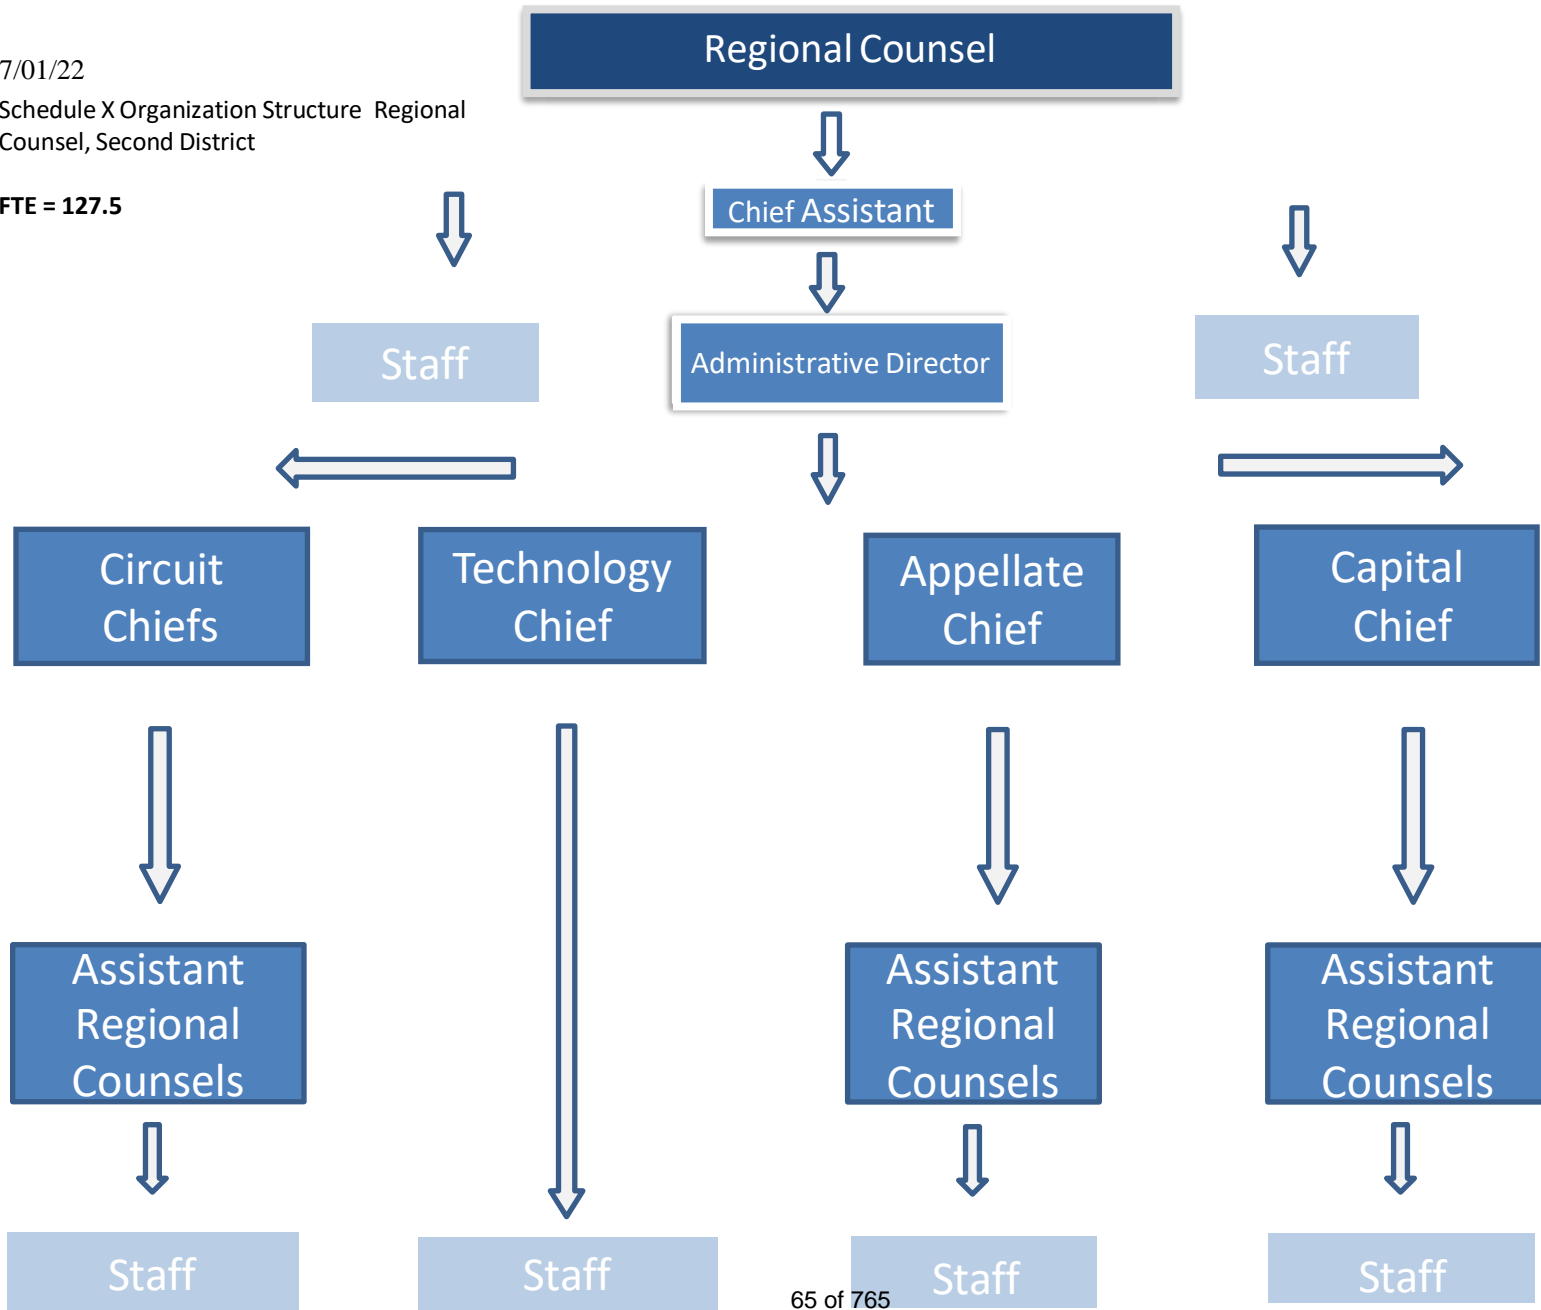 Regional Counsel
7/01/22
Schedule X Organization Structure Regional
Counsel, Second District
FTE = 127.5
Chief Assistant
Staff
Administrative Director
Staff
Circuit
Chiefs
Technology
Chief
Appellate
Chief
Capital
Chief
Assistant
Regional
Counsels
Assistant
Regional
Counsels
Assistant
Regional
Counsels
Staff
Staff
Staff
Staff
65 of 765